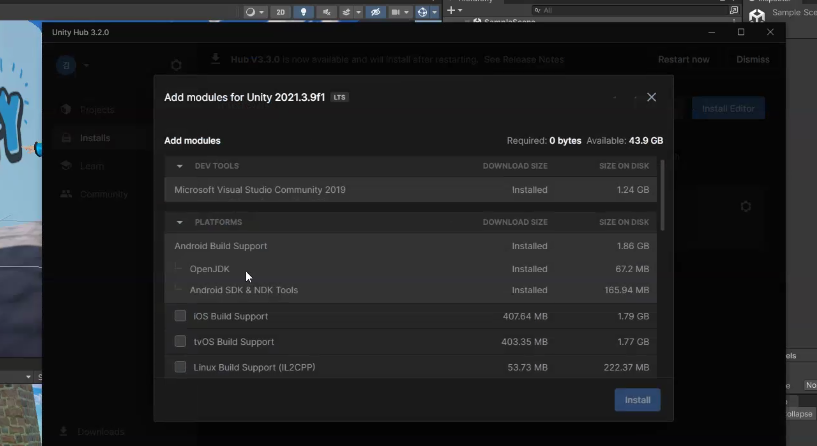 2D
All
SampleScene
Sample Sce
Unity Hub 3.2.0
Hub V3.3.0 is now available and will install after restarting. See Release Notes
Restart now
Dismiss
Projects
Installs
Learn
Community
Downloads
Install Editor
Add modules for Unity 2021.3.9f1 LTS
Add modules
Required: 0 bytes Available: 43.9 GB
DEV TOOLS DOWNLOAD SIZE SIZE ON DISK
Microsoft Visual Studio Community 2019 Installed 1.24 GB
PLATFORMS DOWNLOAD SIZE SIZE ON DISK
Android Build Support Installed 1.86 GB
OpenJDK Installed 67.2 MB
Android SDK & NDK Tools Installed 165.94 MB
iOS Build Support 407.64 MB 1.79 GB
tvOS Build Support 403.35 MB 1.77 GB
Linux Build Support (IL2CPP) 53.73 MB 222.37 MB
Install
els
No
ollapse